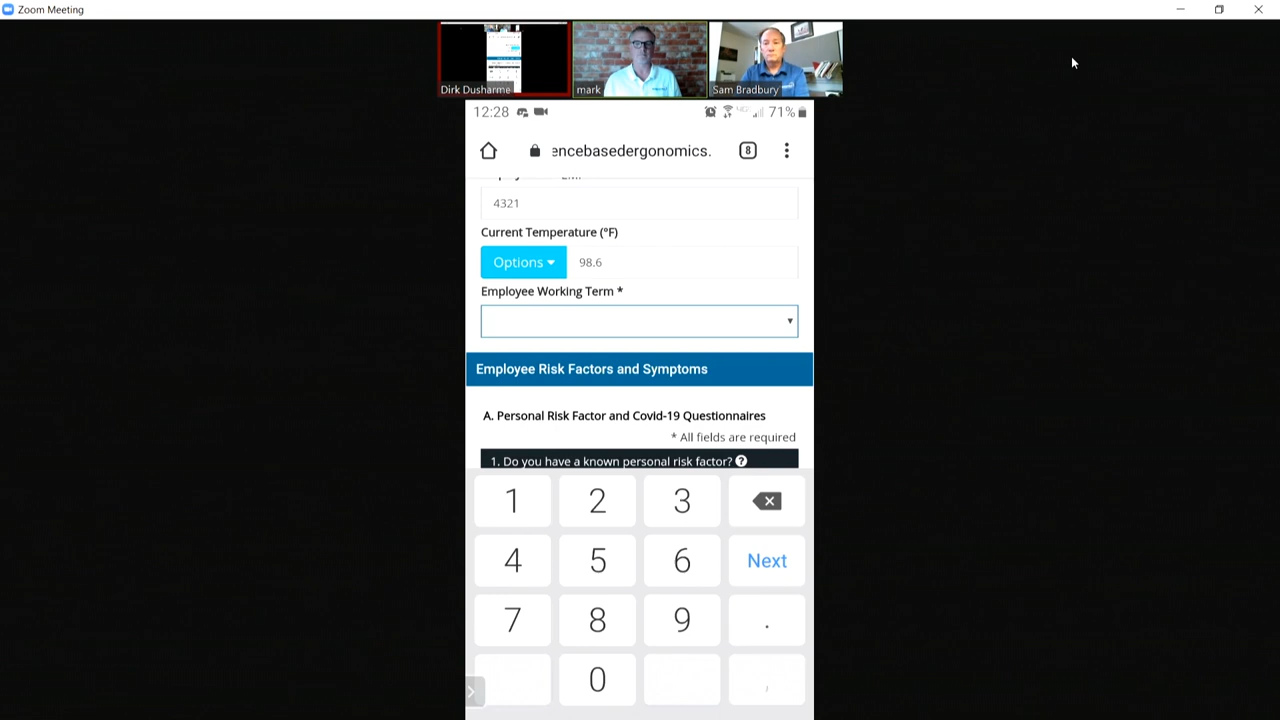 Zoom Meeting
Dirk Dusharme
mark
Sam Bradbury
12:28
71%
encebasedergonomics.
8
4321
Current Temperature (°F)
Options
98.6
Employee Working Term *
Employee Risk Factors and Symptoms
A. Personal Risk Factor and Covid-19 Questionnaires
* All fields are required
1. Do you have a known personal risk factor? ?
1 2 3
4 5 6 Next
7 8 9 .
0 ,